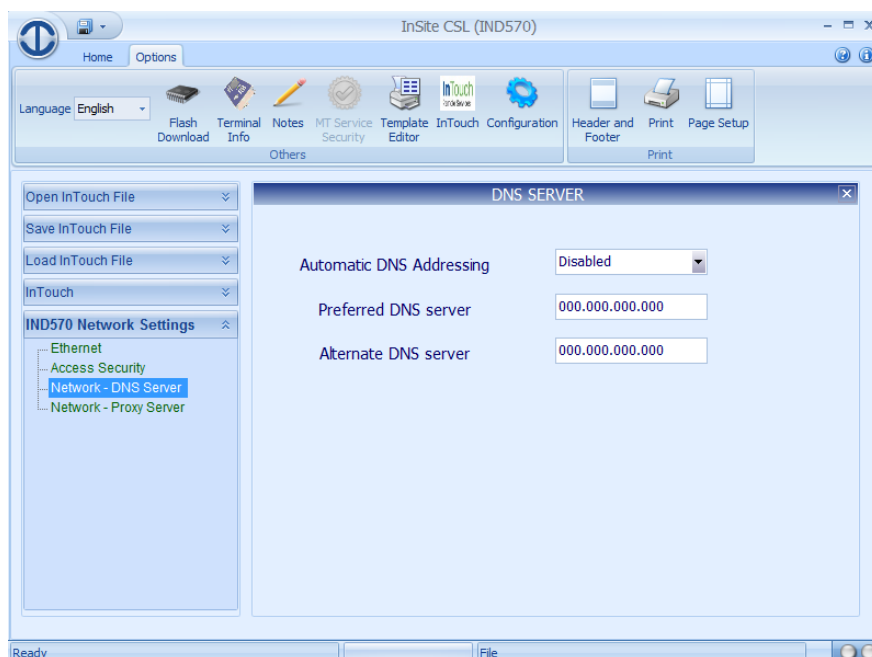 InSite CSL (IND570)
Home Options
Language English
Flash Download
Terminal Info
Notes
MT Service Security
Template Editor
InTouch
InTouch
Configuration
Others
Header and Footer
Print
Page Setup
Print
Open InTouch File
Save InTouch File
Load InTouch File
InTouch
IND570 Network Settings
Ethernet
Access Security
Network - DNS Server
Network - Proxy Server
DNS SERVER
Automatic DNS Addressing Disabled
Preferred DNS server 000.000.000.000
Alternate DNS server 000.000.000.000
Ready File